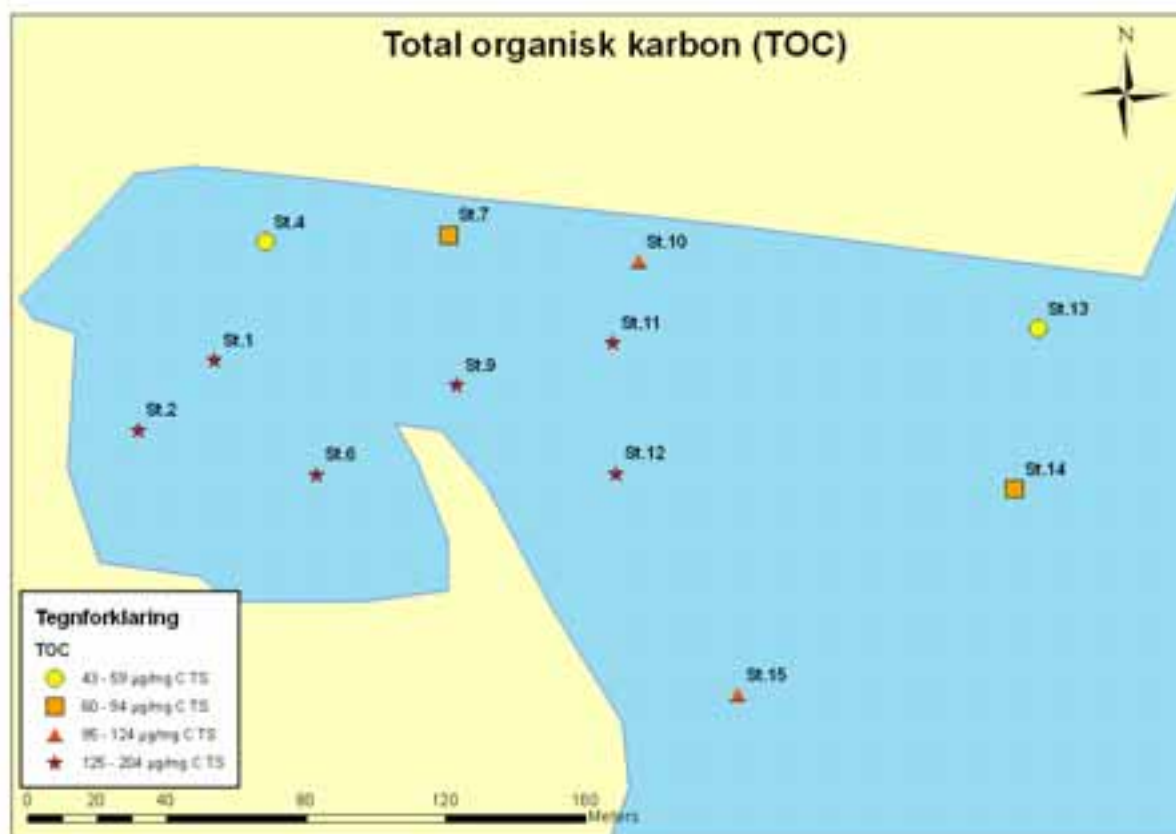 Total organisk karbon (TOC)
N
St.4
St.7
St.10
St.13
St.1
St.11
St.9
St.2
St.6
St.12
St.14
St.15
Tegnforklaring
TOC
43 - 59 µg/mg C TS
60 - 94 µg/mg C TS
95 - 124 µg/mg C TS
125 - 204 µg/mg C TS
0 20 40 80 120 160
Meters